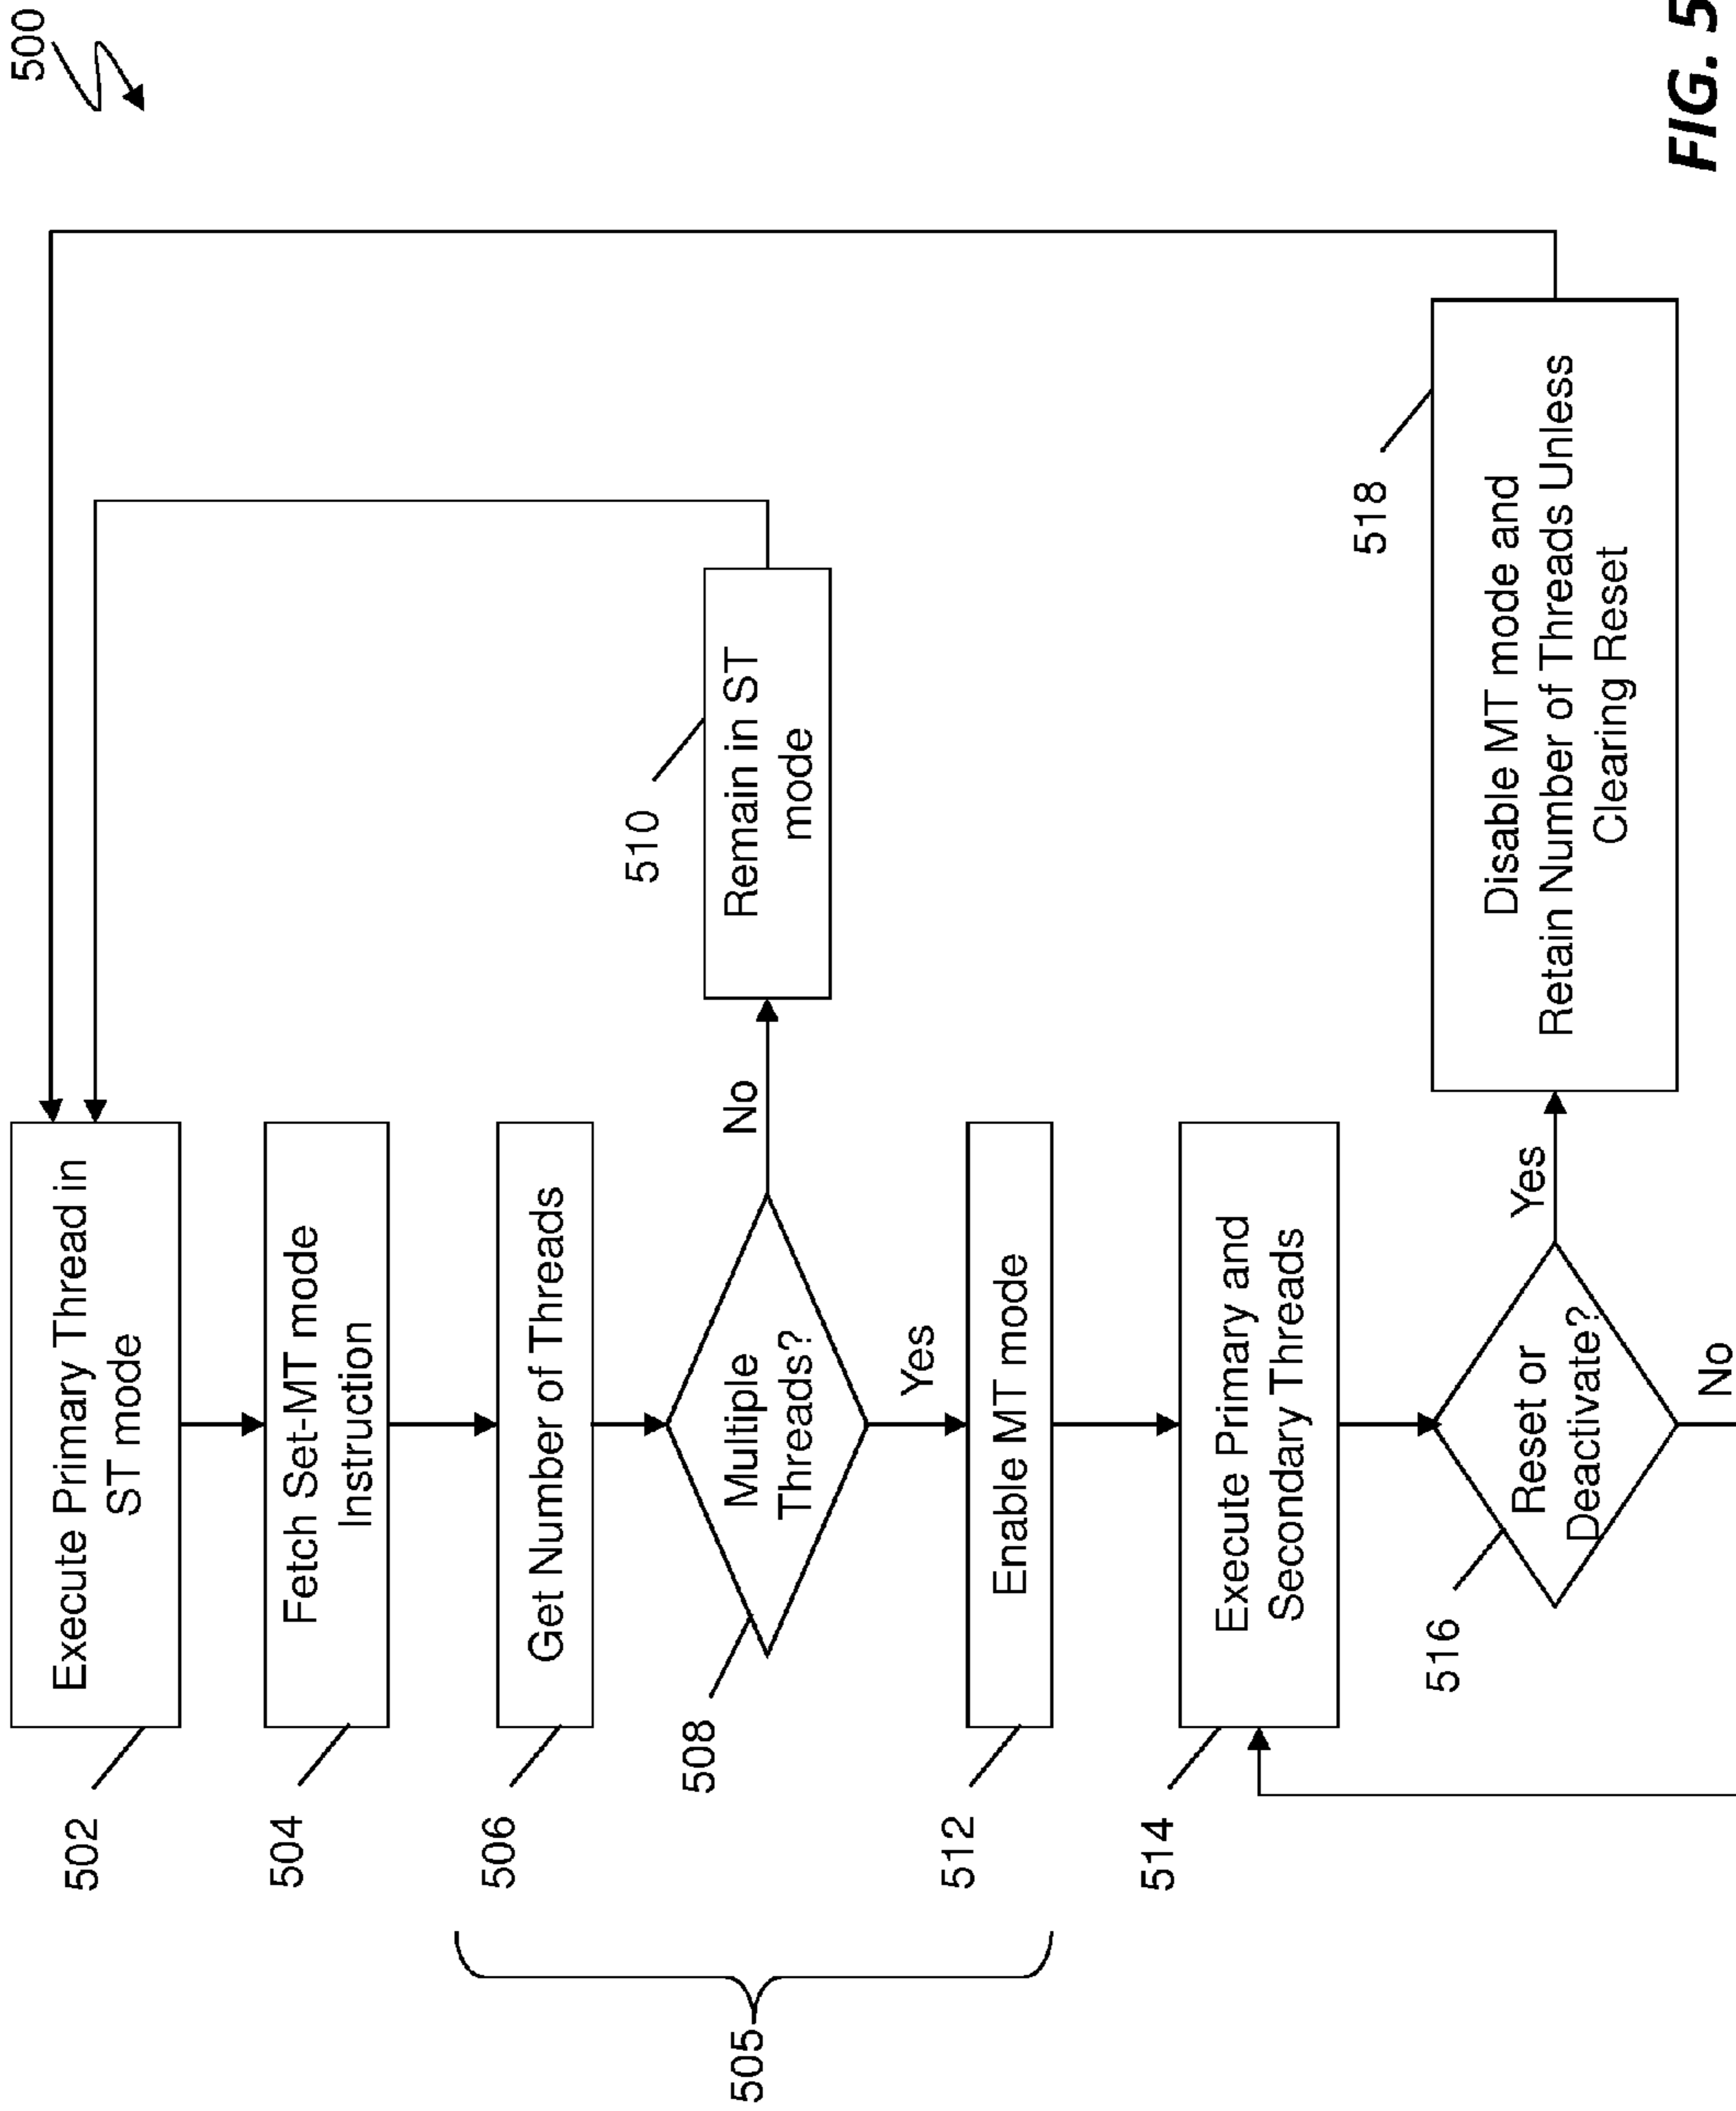 500
502
Execute Primary Thread in
ST mode
504
Fetch Set-MT mode
Instruction
505
506
Get Number of Threads
508
Multiple
Threads?
No
510
Remain in ST
mode
Yes
512
Enable MT mode
514
Execute Primary and
Secondary Threads
516
Reset or
Deactivate?
Yes
518
Disable MT mode and
Retain Number of Threads Unless
Clearing Reset
No
FIG. 5